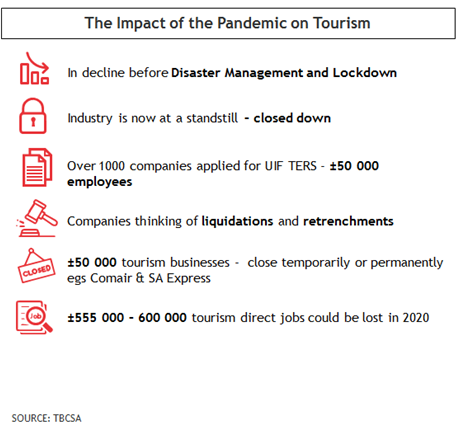 The Impact of the Pandemic on Tourism
In decline before Disaster Management and Lockdown
Industry is now at a standstill – closed down
Over 1000 companies applied for UIF TERS - ±50 000
employees
Companies thinking of liquidations and retrenchments
CLOSED
±50 000 tourism businesses - close temporarily or permanently
egs Comair & SA Express
Job
±555 000 – 600 000 tourism direct jobs could be lost in 2020
SOURCE: TBCSA